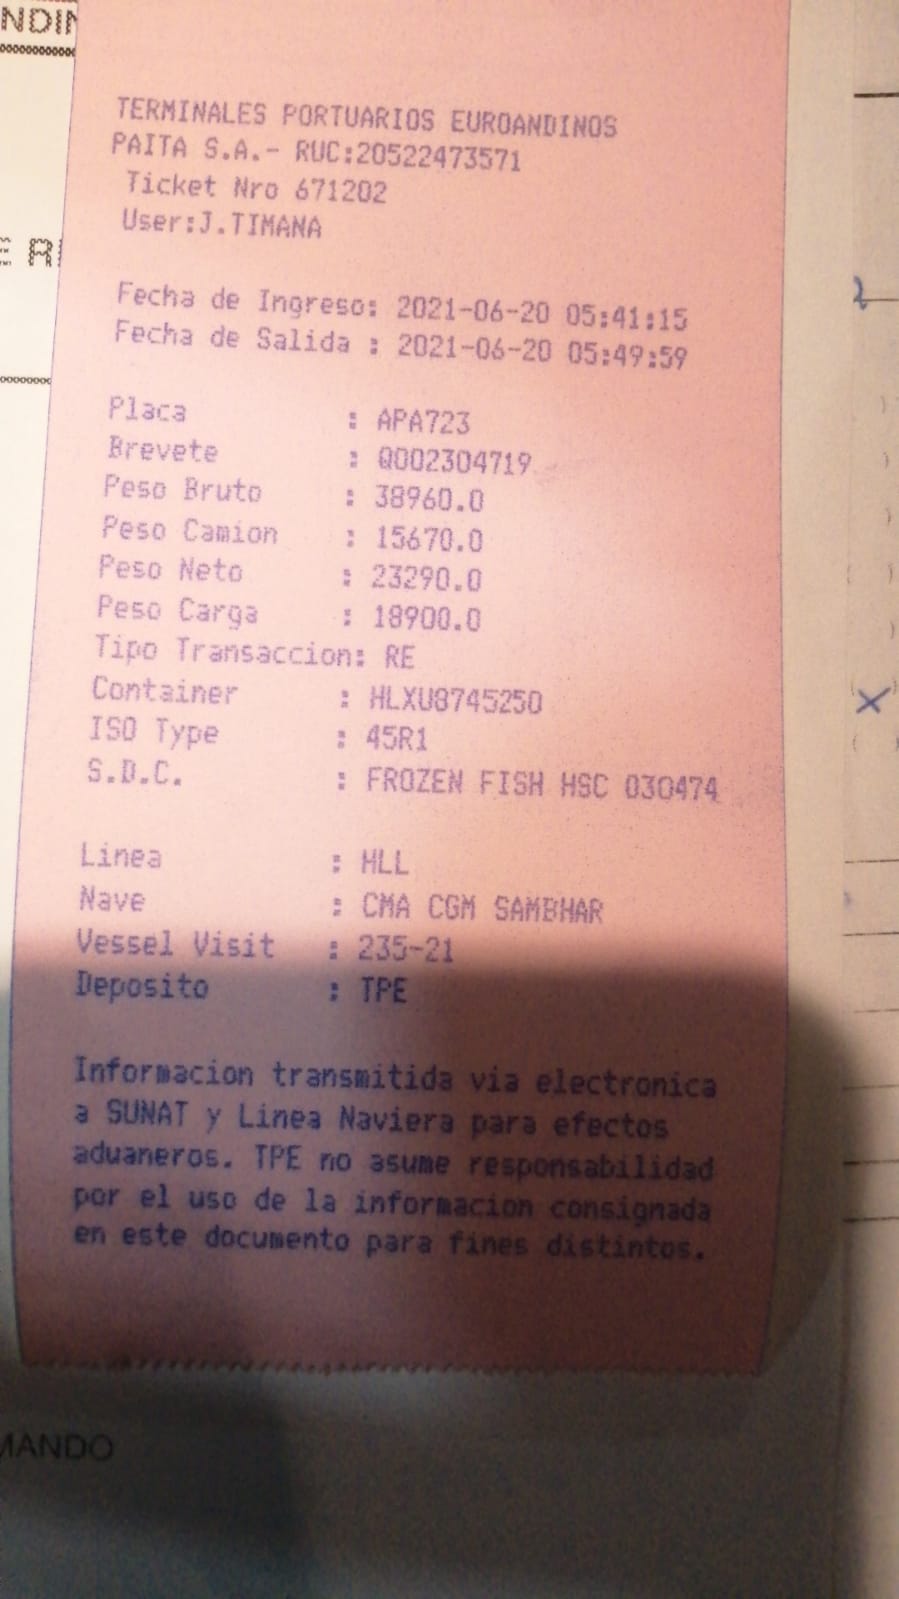 NDIN
TERMINALES PORTUARIOS EUROANDINOS
PAITA S.A.- RUC:20522473571
Ticket Nro 671202
User:J.TIMANA
Fecha de Ingreso: 2021-06-20 05:41:15
Fecha de Salida : 2021-06-20 05:49:59
Placa : APA723
Brevete : Q002304719
Peso Bruto : 38960.0
Peso Camion : 15670.0
Peso Neto : 23290.0
Peso Carga : 18900.0
Tipo Transaccion: RE
Container : HLXU8745250
ISO Type : 45R1
S.D.C. : FROZEN FISH HSC 030474
Linea : HLL
Nave : CMA CGM SAMBHAR
Vessel Visit : 235-21
Deposito : TPE
Informacion transmitida via electronica
a SUNAT y Linea Naviera para efectos
aduaneros. TPE no asume responsabilidad
por el uso de la informacion consignada
en este documento para fines distintos.
MANDO